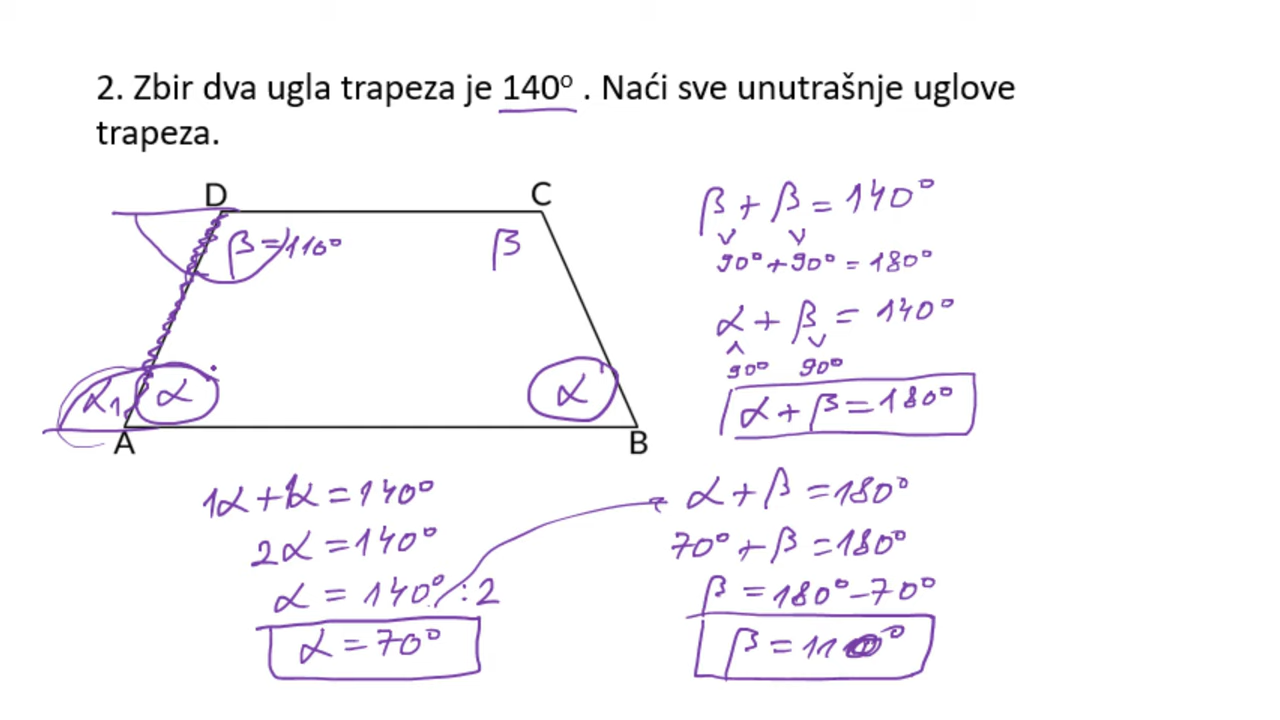 2. Zbir dva ugla trapeza je 140° . Naći sve unutrašnje uglove
trapeza.
D
C
β = 110°
β
α₁
α
α
A
B
β + β = 140°
90° + 90° = 180°
α + β = 140°
90° 90°
α + β = 180°
1α + 1α = 140°
2α = 140°
α = 140° : 2
α = 70°
α + β = 180°
70° + β = 180°
β = 180° - 70°
β = 110°